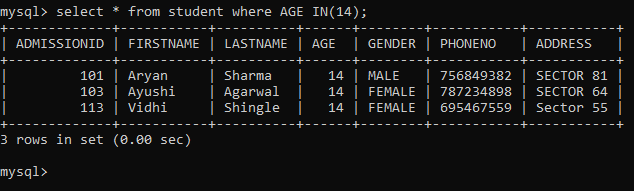 mysql> select * from student where AGE IN(14);
+-------------+-----------+----------+------+--------+-----------+-----------+
| ADMISSIONID | FIRSTNAME | LASTNAME | AGE  | GENDER | PHONENO   | ADDRESS   |
+-------------+-----------+----------+------+--------+-----------+-----------+
|         101 | Aryan     | Sharma   |   14 | MALE   | 756849382 | SECTOR 81 |
|         103 | Ayushi    | Agarwal  |   14 | FEMALE | 787234898 | SECTOR 64 |
|         113 | Vidhi     | Shingle  |   14 | FEMALE | 695467559 | Sector 55 |
+-------------+-----------+----------+------+--------+-----------+-----------+
3 rows in set (0.00 sec)
mysql>